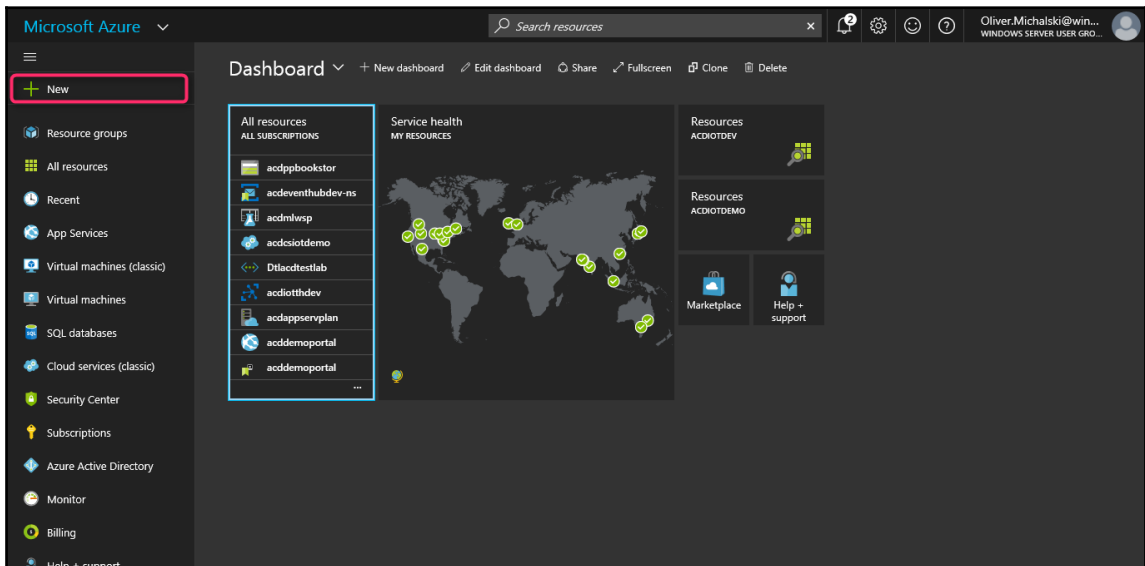 Microsoft Azure
Search resources
2
Oliver.Michalski@win...
WINDOWS SERVER USER GRO...
Dashboard
New dashboard
Edit dashboard
Share
Fullscreen
Clone
Delete
New
Resource groups
All resources
Recent
App Services
Virtual machines (classic)
Virtual machines
SQL databases
Cloud services (classic)
Security Center
Subscriptions
Azure Active Directory
Monitor
Billing
Help + support
All resources
ALL SUBSCRIPTIONS
acdppbookstor
acdeventhubdev-ns
acdmlwsp
acdcsiotdemo
Dtlacdtestlab
acdiotthdev
acdappservplan
acddemoportal
acddemoportal
...
Service health
MY RESOURCES
Resources
ACDIOTDEV
Resources
ACDIOTDEMO
Marketplace
Help +
support